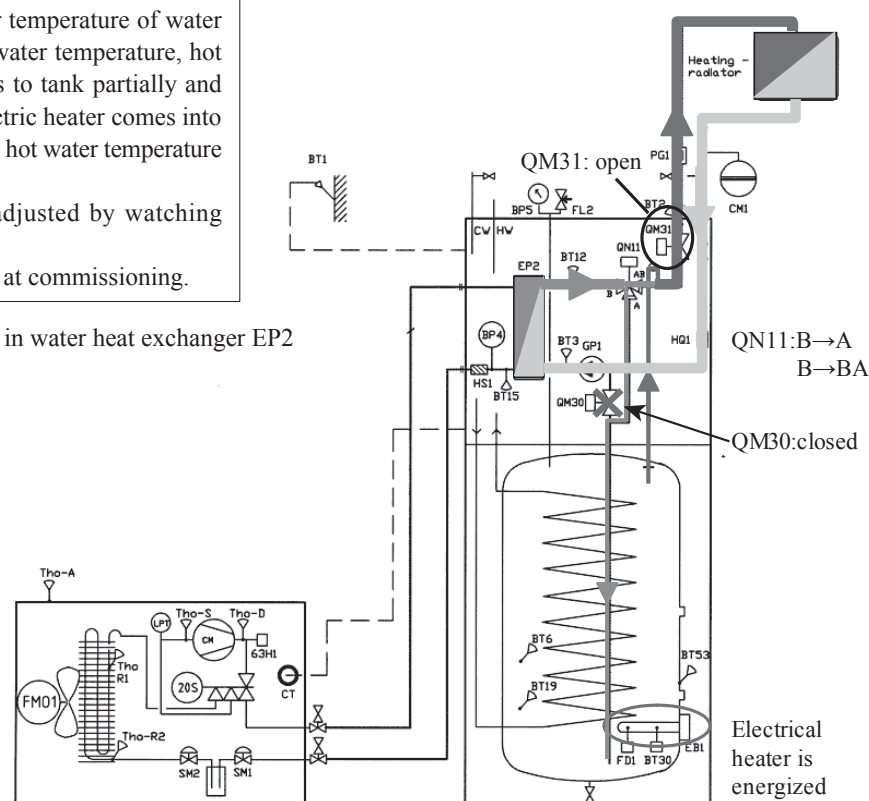 r temperature of water
water temperature, hot
s to tank partially and
etric heater comes into
hot water temperature
adjusted by watching
at commissioning.
in water heat exchanger EP2
Heating -
radiator
BT1
QM31: open
PG1
CM1
BP5
FL2
BT2
QM31
CW
HW
QN11
EP2
BT12
AB
B
A
BP4
BT3
GP1
HQ1
QN11:B→A
B→BA
HS1
BT15
QM30
QM30:closed
Tho-A
LPT
Tho-S
Tho-D
CM
63H1
Tho
R1
20S
CT
FM01
Tho-R2
SM2
SM1
BT6
BT19
BT53
FD1
BT30
EB1
Electrical
heater is
energized